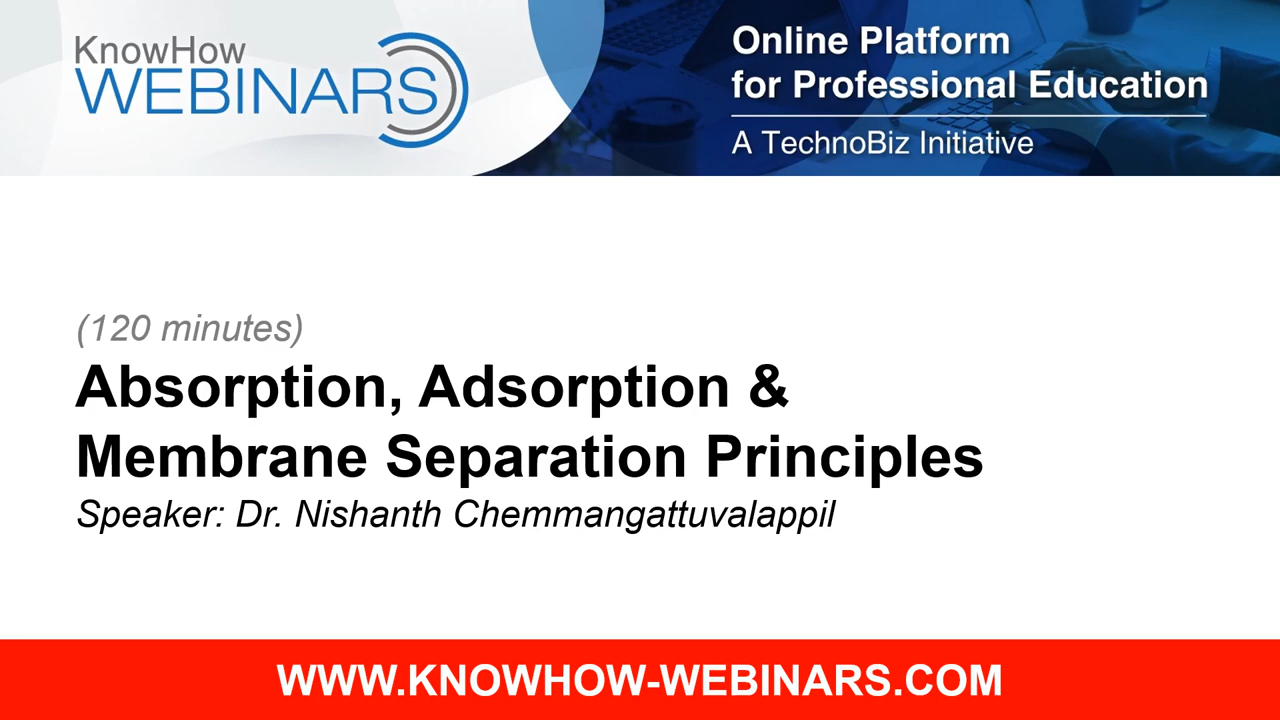 KnowHow
WEBINARS
Online Platform
for Professional Education
A TechnoBiz Initiative
(120 minutes)
Absorption, Adsorption &
Membrane Separation Principles
Speaker: Dr. Nishanth Chemmangattuvalappil
WWW.KNOWHOW-WEBINARS.COM